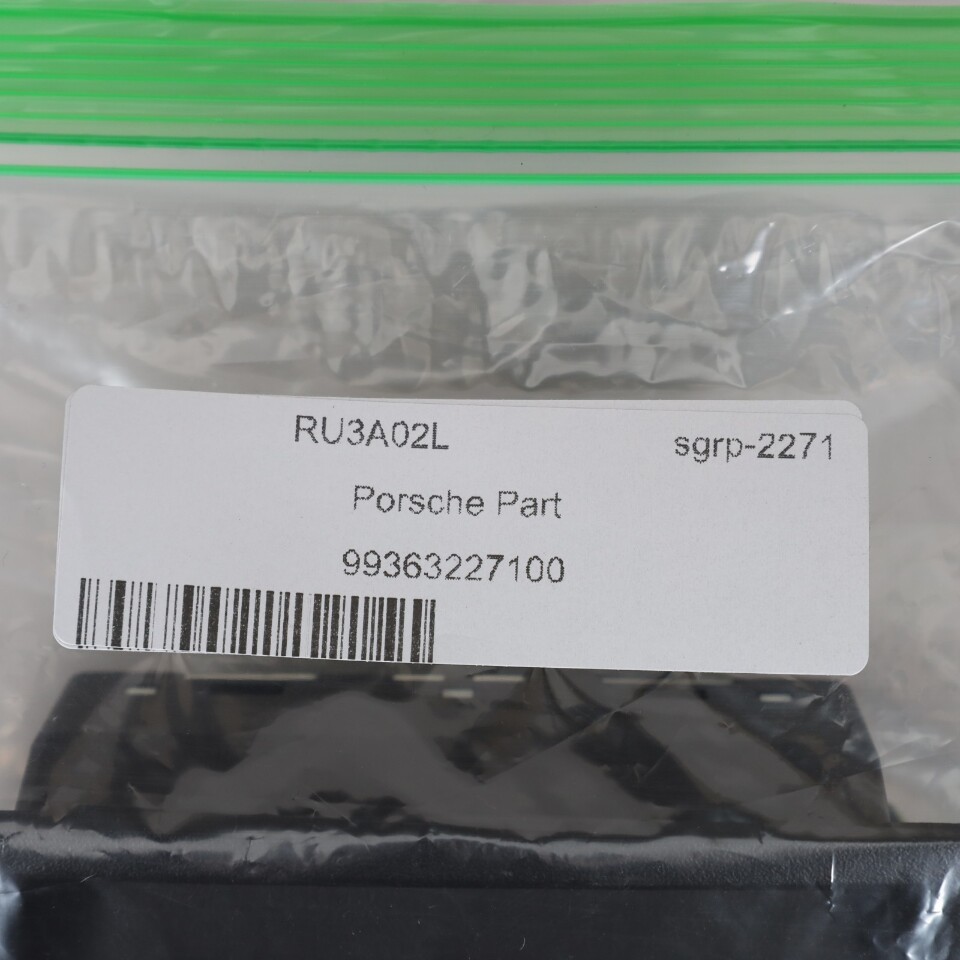 RU3A02L
sgrp-2271
Porsche Part
99363227100